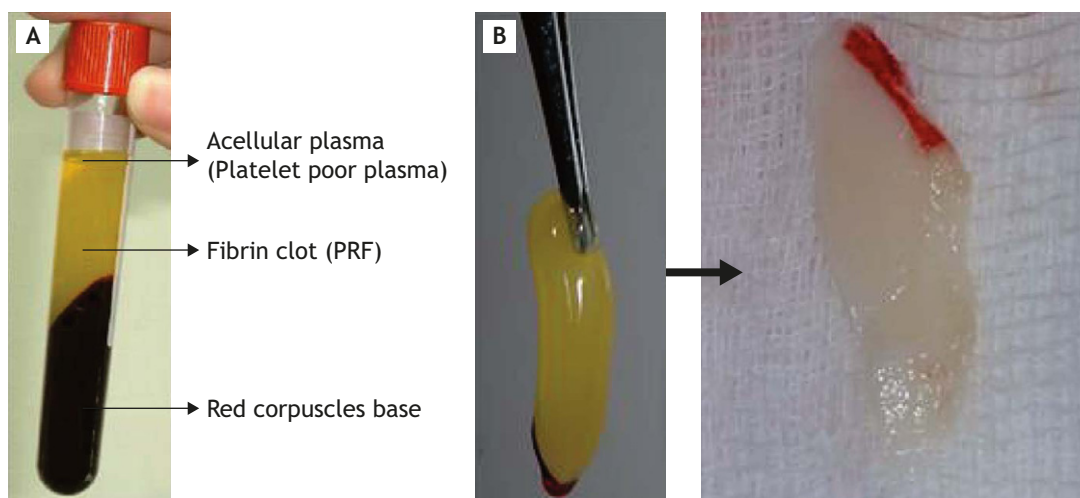 A
Acellular plasma
(Platelet poor plasma)
Fibrin clot (PRF)
Red corpuscles base
B